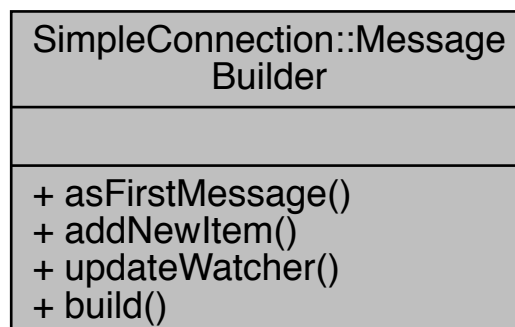 SimpleConnection::Message
Builder
+ asFirstMessage()
+ addNewItem()
+ updateWatcher()
+ build()